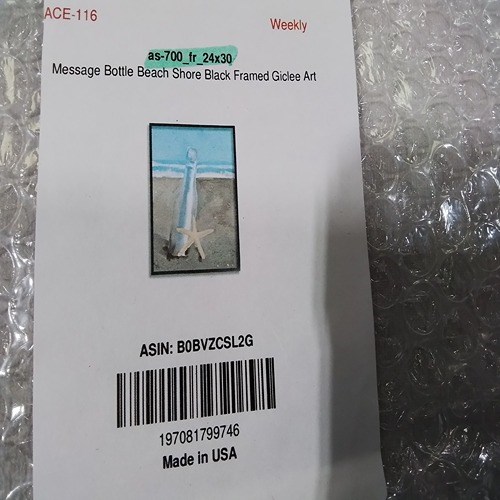 ACE-116
Weekly
as-700_fr_24x30
Message Bottle Beach Shore Black Framed Giclee Art
ASIN: B0BVZCSL2G
197081799746
Made in USA